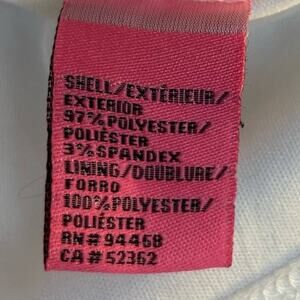 SHELL/EXTÉRIEUR/
EXTERIOR
97% POLYESTER/
POLIÉSTER
3% SPANDEX
LINING/DOUBLURE/
FORRO
100% POLYESTER/
POLIÉSTER
RN# 94468
CA# 52362